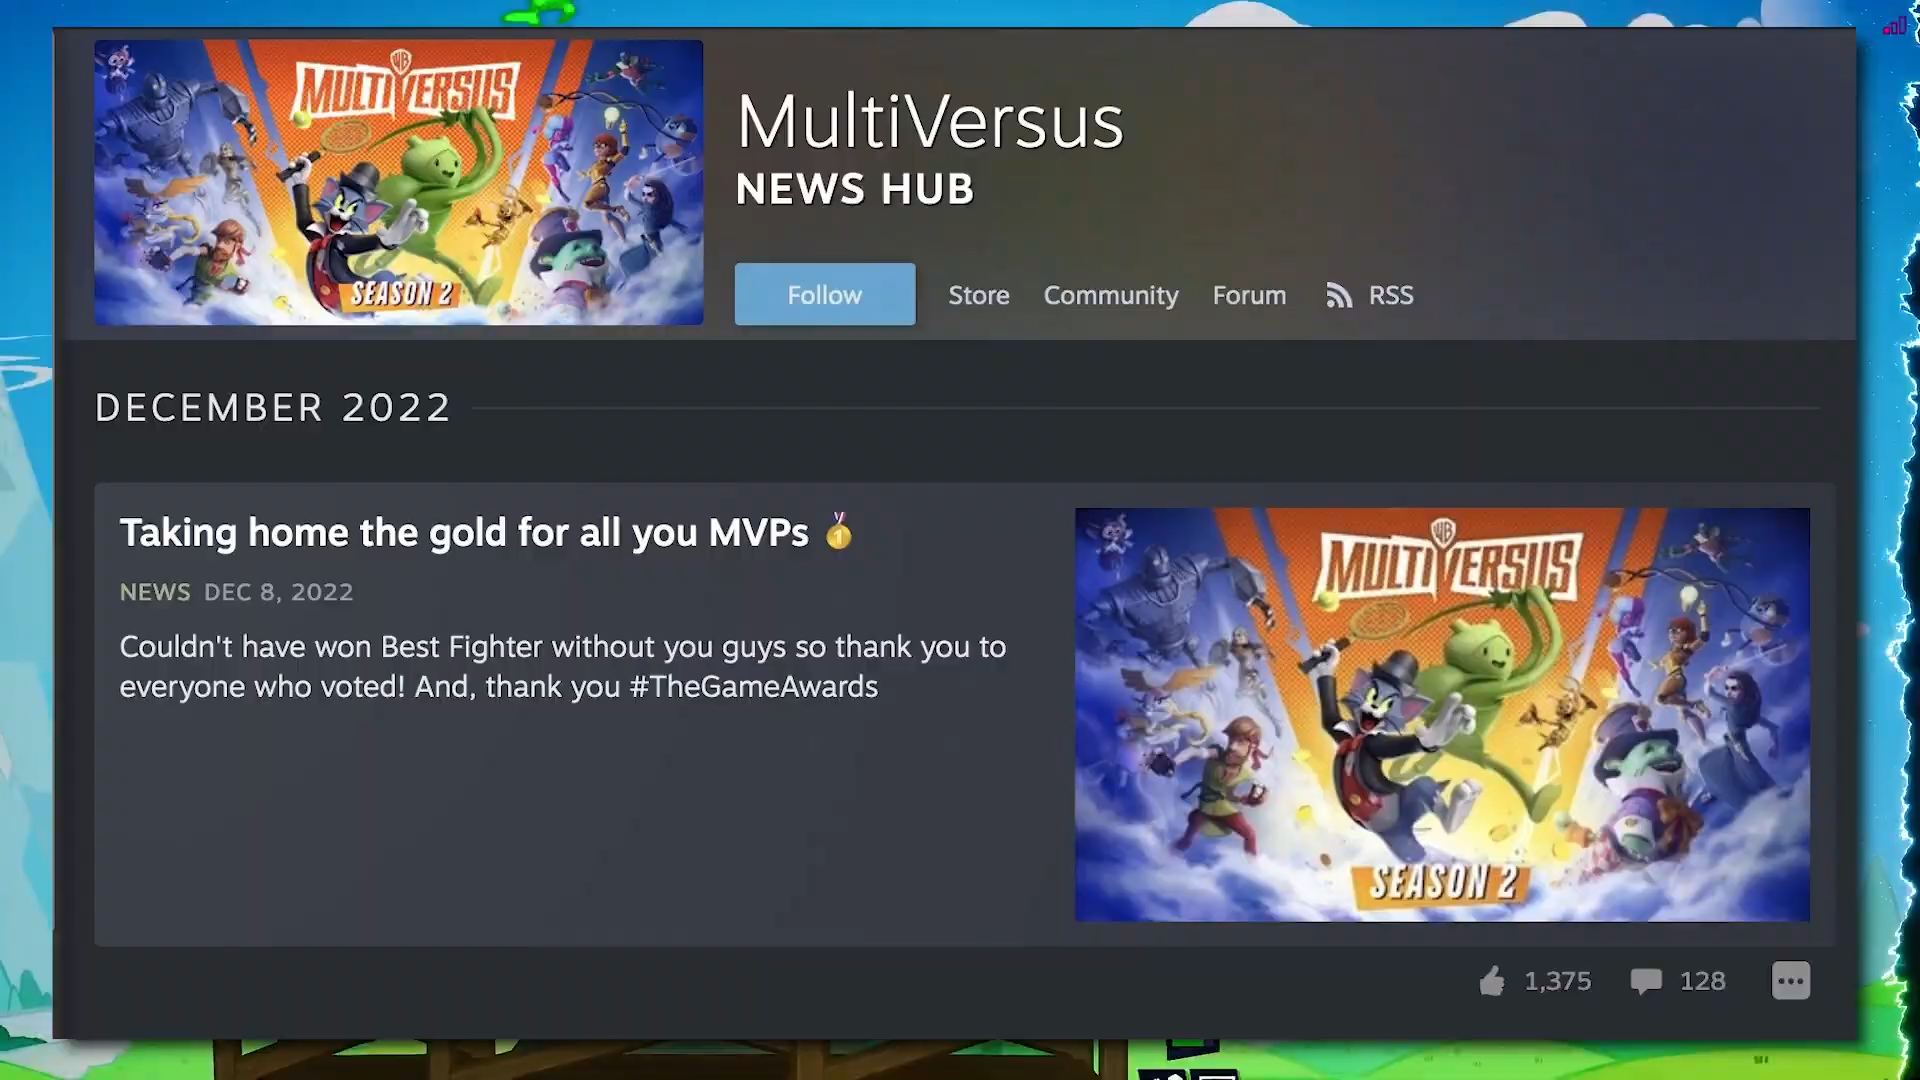 MULTIVERSUS
SEASON 2
MultiVersus
NEWS HUB
Follow
Store
Community
Forum
RSS
DECEMBER 2022
Taking home the gold for all you MVPs
NEWS DEC 8, 2022
Couldn't have won Best Fighter without you guys so thank you to
everyone who voted! And, thank you #TheGameAwards
MULTIVERSUS
SEASON 2
1,375
128